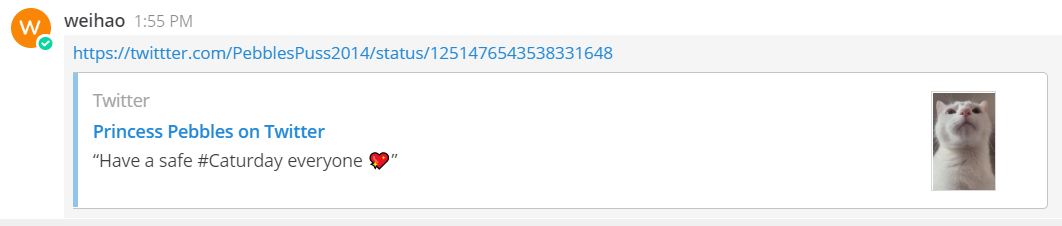 W
weihao 1:55 PM
https://twittter.com/PebblesPuss2014/status/1251476543538331648
Twitter
Princess Pebbles on Twitter
“Have a safe #Caturday everyone 💖”